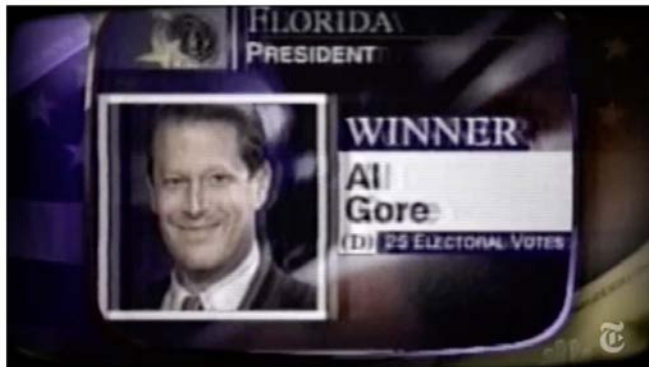 FLORIDA
PRESIDENT
WINNER
Al
Gore
(D) 25 ELECTORAL VOTES
T